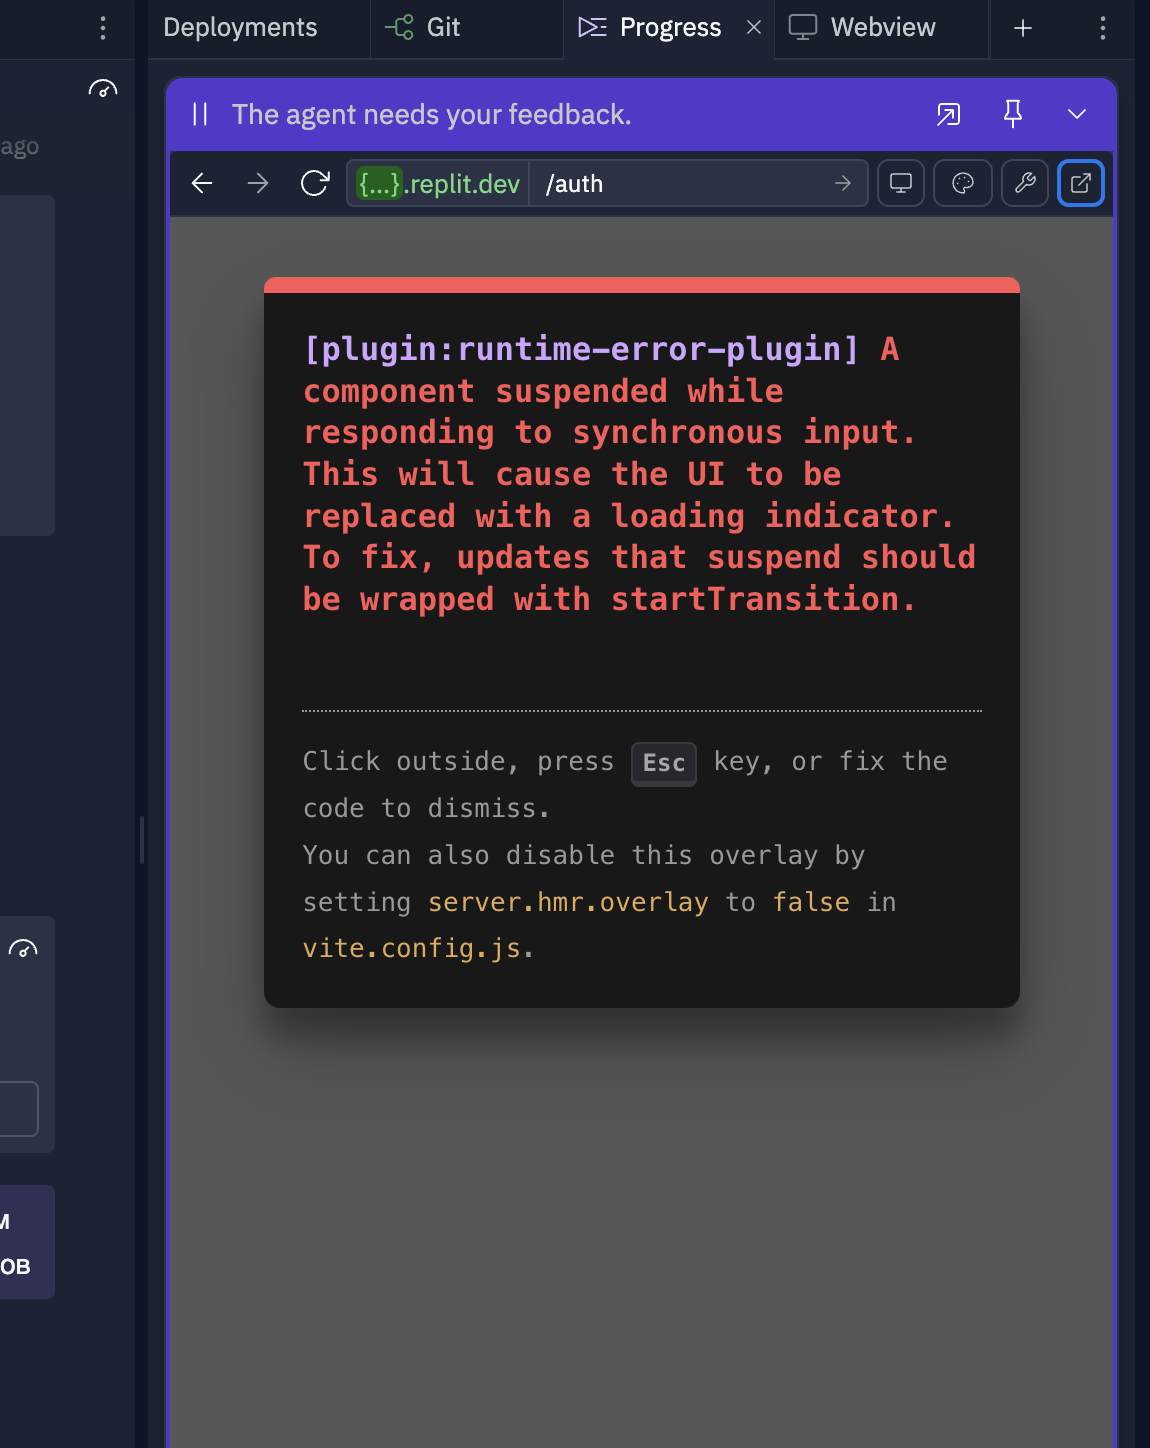 Deployments
Git
Progress
Webview
ago
The agent needs your feedback.
{...}.replit.dev
/auth
[plugin:runtime-error-plugin] A
component suspended while
responding to synchronous input.
This will cause the UI to be
replaced with a loading indicator.
To fix, updates that suspend should
be wrapped with startTransition.
Click outside, press Esc key, or fix the
code to dismiss.
You can also disable this overlay by
setting server.hmr.overlay to false in
vite.config.js.
M
OB